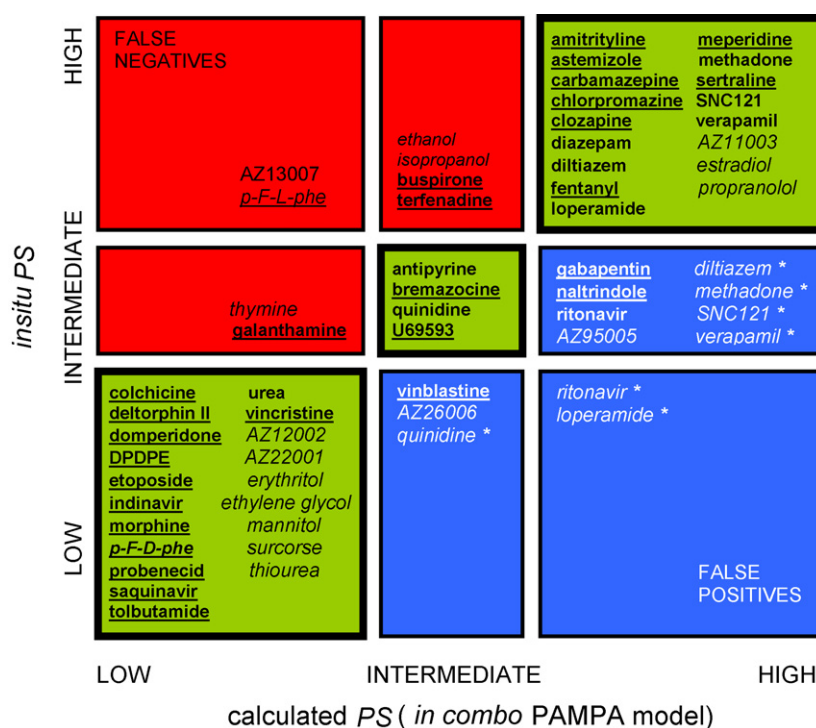 HIGH
INTERMEDIATE
LOW
insitu PS
FALSE
NEGATIVES
AZ13007
p-F-L-phe
ethanol
isopropanol
buspirone
terfenadine
amitrityline meperidine
astemizole methadone
carbamazepine sertraline
chlorpromazine SNC121
clozapine verapamil
diazepam AZ11003
diltiazem estradiol
fentanyl propranolol
loperamide
thymine
galanthamine
antipyrine
bremazocine
quinidine
U69593
gabapentin diltiazem *
naltrindole methadone *
ritonavir SNC121 *
AZ95005 verapamil *
colchicine urea
deltorphin II vincristine
domperidone AZ12002
DPDPE AZ22001
etoposide erythritol
indinavir ethylene glycol
morphine mannitol
p-F-D-phe surcorse
probenecid thiourea
saquinavir
tolbutamide
vinblastine
AZ26006
quinidine *
ritonavir *
loperamide *
FALSE
POSITIVES
LOW INTERMEDIATE HIGH
calculated PS ( in combo PAMPA model)